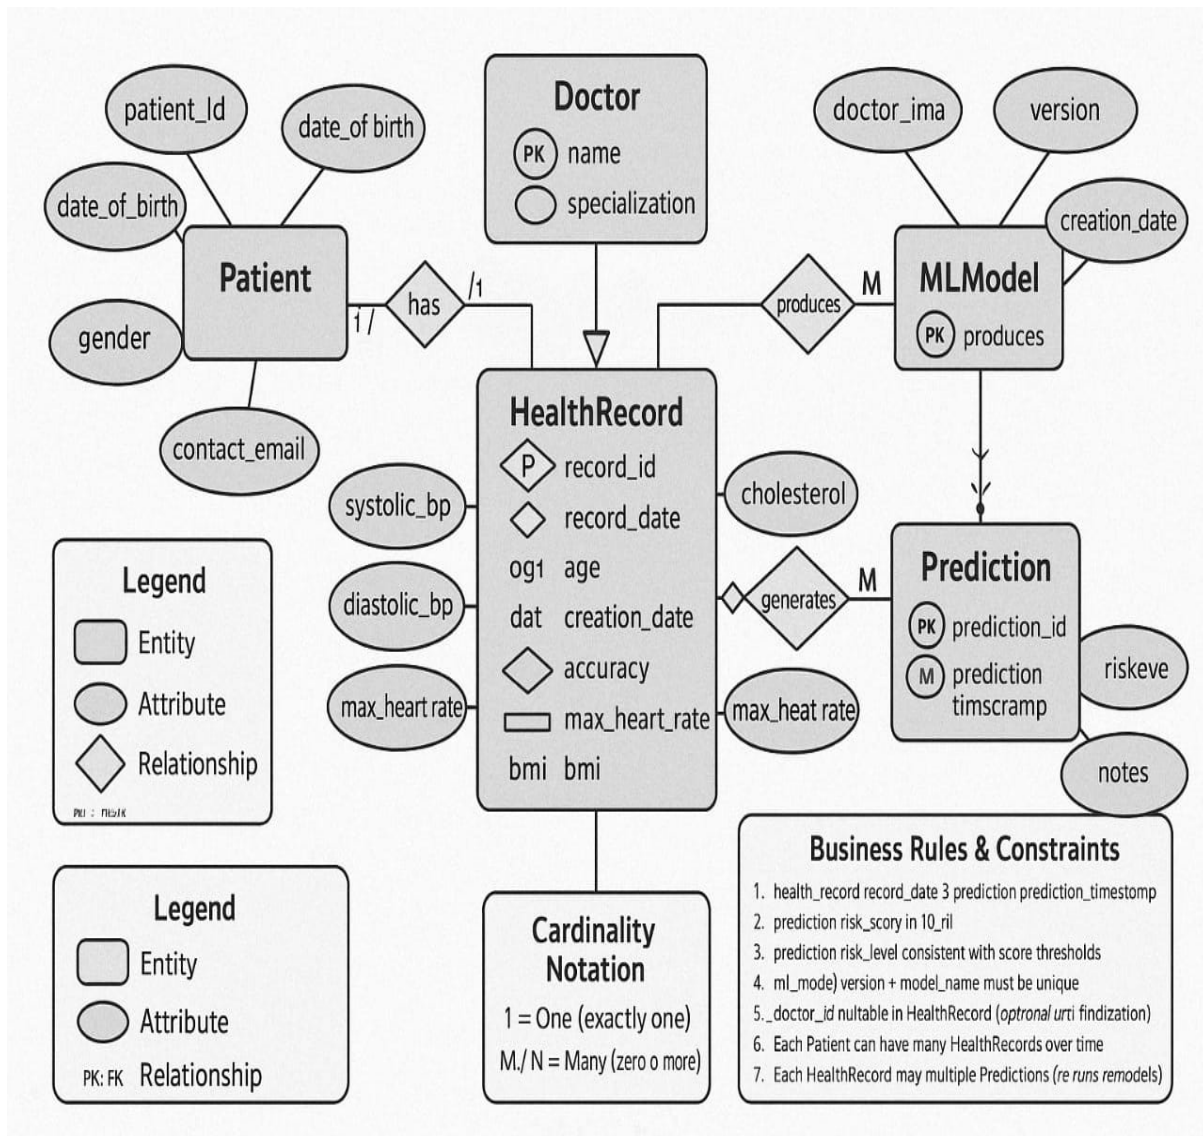 patient_Id
date_of birth
date_of_birth
Patient
gender
contact_email
1 /
has
/1
Doctor
PK name
specialization
doctor_ima
version
creation_date
produces
M
MLModel
PK produces
HealthRecord
P record_id
record_date
og1 age
dat creation_date
accuracy
max_heart_rate
bmi bmi
systolic_bp
diastolic_bp
max_heart rate
cholesterol
generates
M
max_heat rate
Prediction
PK prediction_id
M prediction
timscramp
riskeve
notes
Legend
Entity
Attribute
Relationship
Legend
Entity
Attribute
PK: FK Relationship
Cardinality
Notation
1 = One (exactly one)
M./ N = Many (zero o more)
Business Rules & Constraints
1. health_record record_date 3 prediction prediction_timestomp
2. prediction risk_scory in 10_ril
3. prediction risk_level consistent with score thresholds
4. ml_mode) version + model_name must be unique
5._doctor_id nultable in HealthRecord (optronal urti findization)
6. Each Patient can have many HealthRecords over time
7. Each HealthRecord may multiple Predictions (re runs remodels)